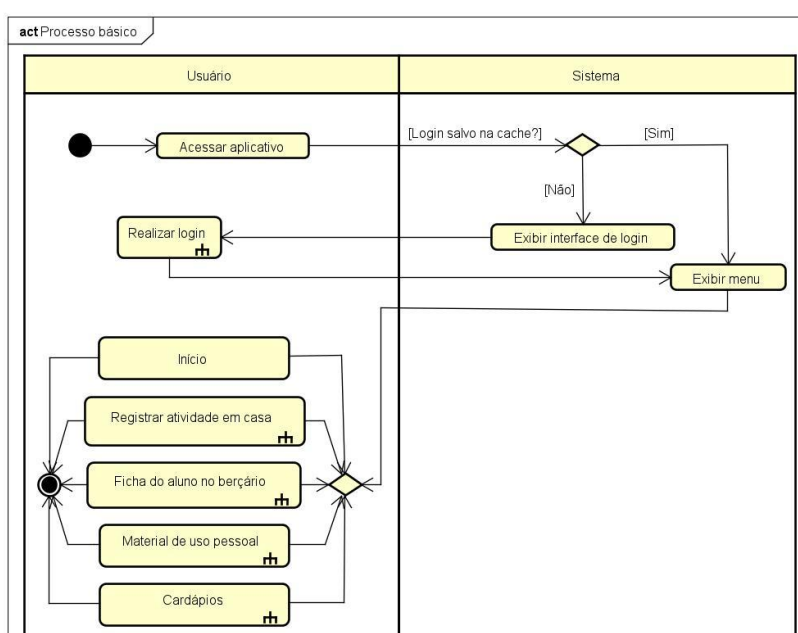 act Processo básico
Usuário
Sistema
Acessar aplicativo
[Login salvo na cache?]
[Sim]
[Não]
Realizar login
Exibir interface de login
Exibir menu
Início
Registrar atividade em casa
Ficha do aluno no berçário
Material de uso pessoal
Cardápios